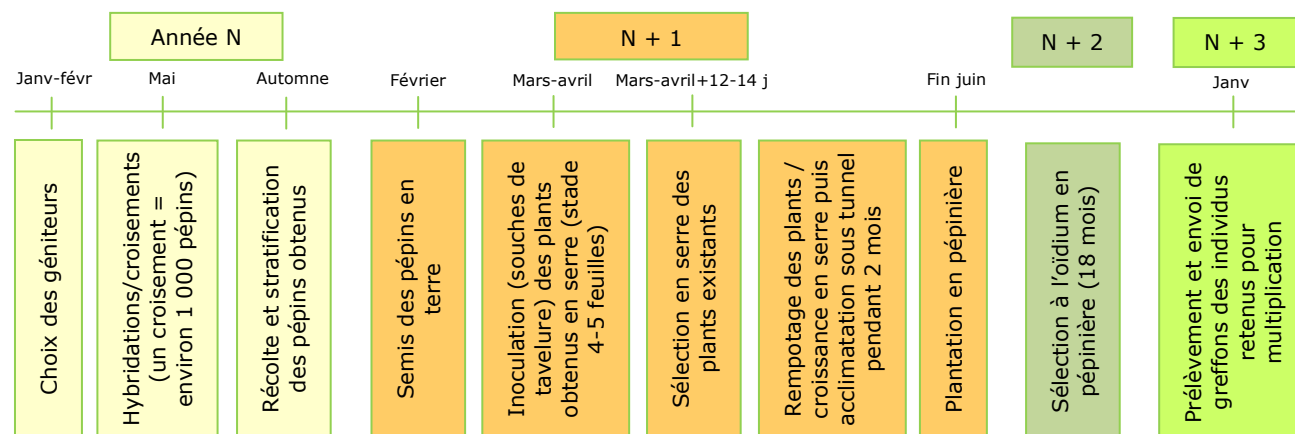 Année N
N + 1
N + 2
N + 3
Janv-févr
Mai
Automne
Février
Mars-avril
Mars-avril+12-14 j
Fin juin
Janv
Choix des géniteurs
Hybridations/croisements
(un croisement =
environ 1 000 pépins)
Récolte et stratification
des pépins obtenus
Semis des pépins en
terre
Inoculation (souches de
tavelure) des plants
obtenus en serre (stade
4-5 feuilles)
Sélection en serre des
plants existants
Rempotage des plants /
croissance en serre puis
acclimatation sous tunnel
pendant 2 mois
Plantation en pépinière
Sélection à l’oïdium en
pépinière (18 mois)
Prélèvement et envoi de
greffons des individus
retenus pour
multiplication